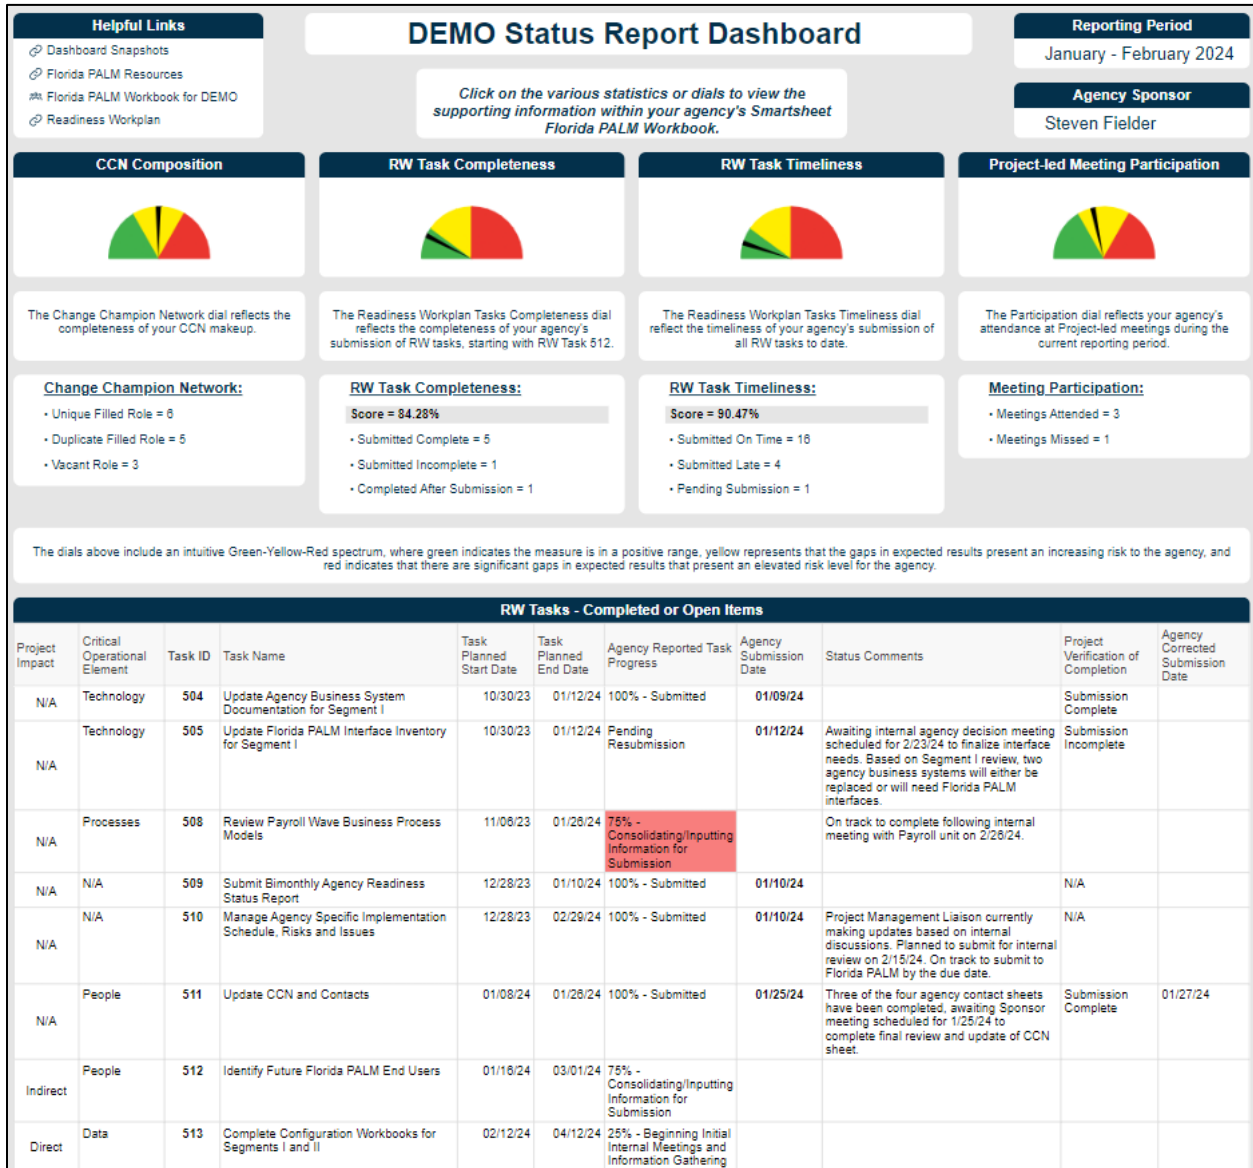 Helpful Links
Dashboard Snapshots
Florida PALM Resources
Florida PALM Workbook for DEMO
Readiness Workplan
DEMO Status Report Dashboard
Click on the various statistics or dials to view the
supporting information within your agency's Smartsheet
Florida PALM Workbook.
Reporting Period
January - February 2024
Agency Sponsor
Steven Fielder
CCN Composition
RW Task Completeness
RW Task Timeliness
Project-led Meeting Participation
The Change Champion Network dial reflects the
completeness of your CCN makeup.
The Readiness Workplan Tasks Completeness dial
reflects the completeness of your agency's
submission of RW tasks, starting with RW Task 512.
The Readiness Workplan Tasks Timeliness dial
reflect the timeliness of your agency's submission of
all RW tasks to date.
The Participation dial reflects your agency's
attendance at Project-led meetings during the
current reporting period.
Change Champion Network:
• Unique Filled Role = 6
• Duplicate Filled Role = 5
• Vacant Role = 3
RW Task Completeness:
Score = 84.28%
• Submitted Complete = 5
• Submitted Incomplete = 1
• Completed After Submission = 1
RW Task Timeliness:
Score = 90.47%
• Submitted On Time = 16
• Submitted Late = 4
• Pending Submission = 1
Meeting Participation:
• Meetings Attended = 3
• Meetings Missed = 1
The dials above include an intuitive Green-Yellow-Red spectrum, where green indicates the measure is in a positive range, yellow represents that the gaps in expected results present an increasing risk to the agency, and
red indicates that there are significant gaps in expected results that present an elevated risk level for the agency.
RW Tasks - Completed or Open Items
Project
Impact
Critical
Operational
Element
Task ID
Task Name
Task
Planned
Start Date
Task
Planned
End Date
Agency Reported Task
Progress
Agency
Submission
Date
Status Comments
Project
Verification of
Completion
Agency
Corrected
Submission
Date
N/A
Technology
504
Update Agency Business System
Documentation for Segment I
10/30/23
01/12/24
100% - Submitted
01/09/24
Submission
Complete
N/A
Technology
505
Update Florida PALM Interface Inventory
for Segment I
10/30/23
01/12/24
Pending
Resubmission
01/12/24
Awaiting internal agency decision meeting
scheduled for 2/23/24 to finalize interface
needs. Based on Segment I review, two
agency business systems will either be
replaced or will need Florida PALM
interfaces.
Submission
Incomplete
N/A
Processes
508
Review Payroll Wave Business Process
Models
11/06/23
01/26/24
75% -
Consolidating/Inputting
Information for
Submission
On track to complete following internal
meeting with Payroll unit on 2/26/24.
N/A
N/A
509
Submit Bimonthly Agency Readiness
Status Report
12/28/23
01/10/24
100% - Submitted
01/10/24
N/A
N/A
N/A
510
Manage Agency Specific Implementation
Schedule, Risks and Issues
12/28/23
02/29/24
100% - Submitted
01/10/24
Project Management Liaison currently
making updates based on internal
discussions. Planned to submit for internal
review on 2/15/24. On track to submit to
Florida PALM by the due date.
N/A
N/A
People
511
Update CCN and Contacts
01/08/24
01/26/24
100% - Submitted
01/25/24
Three of the four agency contact sheets
have been completed, awaiting Sponsor
meeting scheduled for 1/25/24 to
complete final review and update of CCN
sheet.
Submission
Complete
01/27/24
Indirect
People
512
Identify Future Florida PALM End Users
01/16/24
03/01/24
75% -
Consolidating/Inputting
Information for
Submission
Direct
Data
513
Complete Configuration Workbooks for
Segments I and II
02/12/24
04/12/24
25% - Beginning Initial
Internal Meetings and
Information Gathering